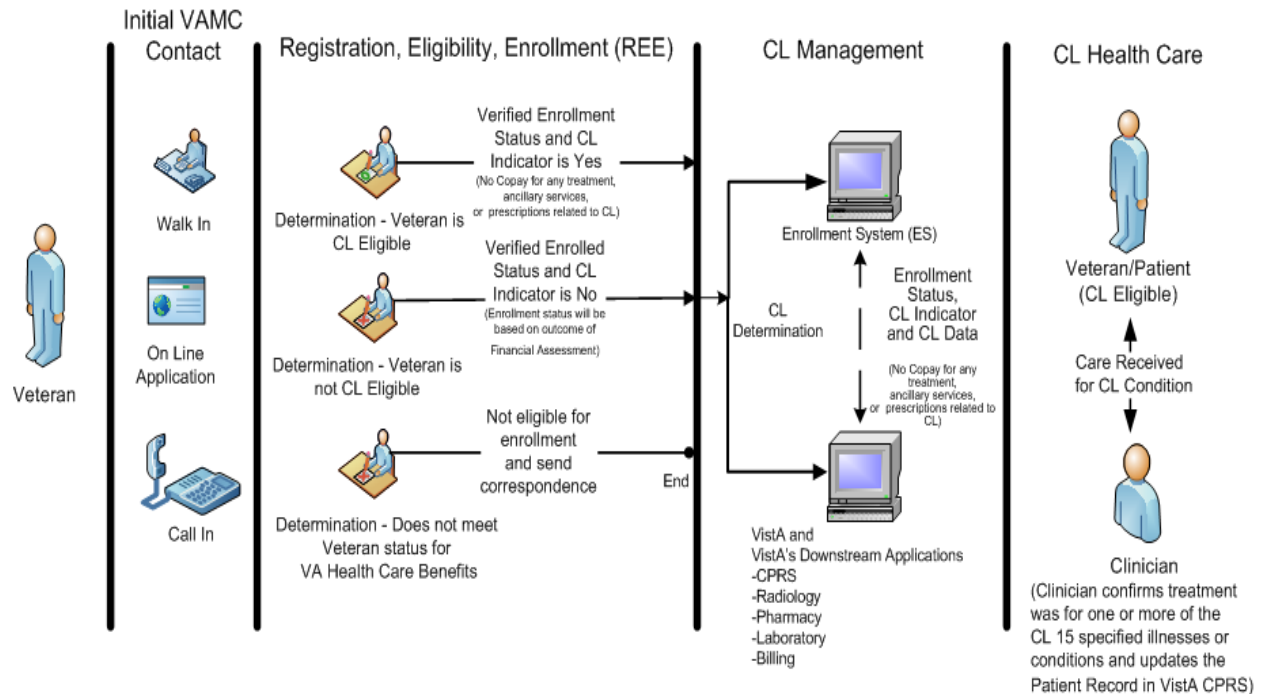 Initial VAMC
Contact
Registration, Eligibility, Enrollment (REE)
CL Management
CL Health Care
Veteran
Walk In
On Line
Application
Call In
Verified Enrollment
Status and CL
Indicator is Yes
(No Copay for any treatment,
ancillary services,
or prescriptions related to CL)
Determination - Veteran is
CL Eligible
Verified Enrolled
Status and CL
Indicator is No
(Enrollment status will be
based on outcome of
Financial Assessment)
Determination - Veteran is
not CL Eligible
Not eligible for
enrollment
and send
correspondence
End
Determination - Does not meet
Veteran status for
VA Health Care Benefits
CL
Determination
Enrollment System (ES)
Enrollment
Status,
CL Indicator
and CL Data
(No Copay for any
treatment,
ancillary services,
or prescriptions related to
CL)
VistA and
VistA's Downstream Applications
-CPRS
-Radiology
-Pharmacy
-Laboratory
-Billing
Veteran/Patient
(CL Eligible)
Care Received
for CL Condition
Clinician
(Clinician confirms treatment
was for one or more of the
CL 15 specified illnesses or
conditions and updates the
Patient Record in VistA CPRS)